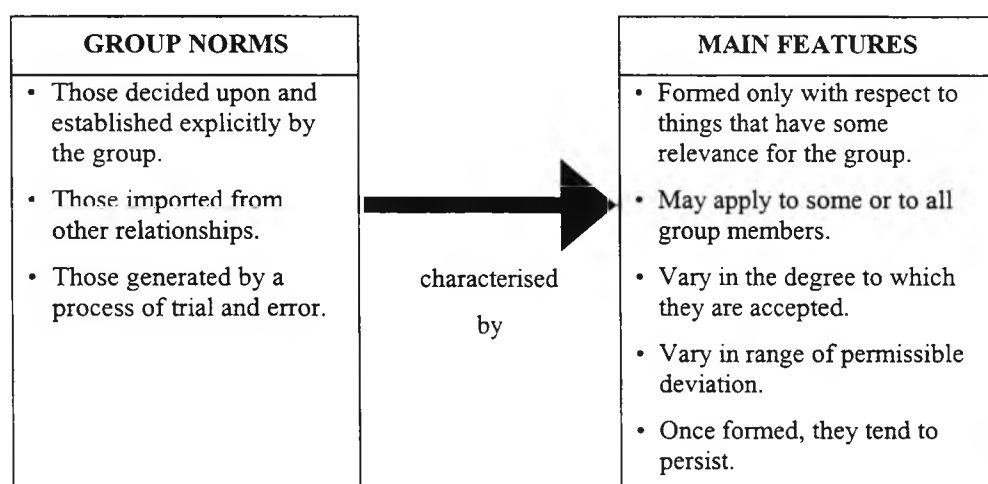 GROUP NORMS
• Those decided upon and
established explicitly by
the group.
• Those imported from
other relationships.
• Those generated by a
process of trial and error.
characterised
by
MAIN FEATURES
• Formed only with respect to
things that have some
relevance for the group.
• May apply to some or to all
group members.
• Vary in the degree to which
they are accepted.
• Vary in range of permissible
deviation.
• Once formed, they tend to
persist.